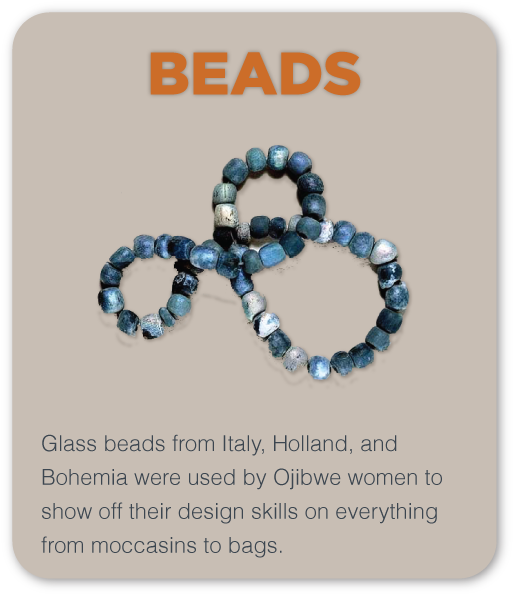 BEADS
Glass beads from Italy, Holland, and
Bohemia were used by Ojibwe women to
show off their design skills on everything
from moccasins to bags.